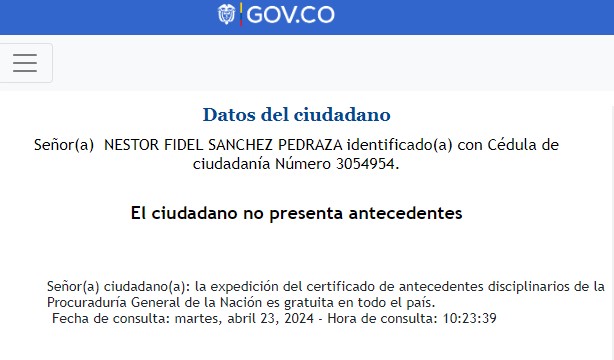 GOV.CO
Datos del ciudadano
Señor(a) NESTOR FIDEL SANCHEZ PEDRAZA identificado(a) con Cédula de
ciudadanía Número 3054954.
El ciudadano no presenta antecedentes
Señor(a) ciudadano(a): la expedición del certificado de antecedentes disciplinarios de la
Procuraduría General de la Nación es gratuita en todo el país.
Fecha de consulta: martes, abril 23, 2024 - Hora de consulta: 10:23:39